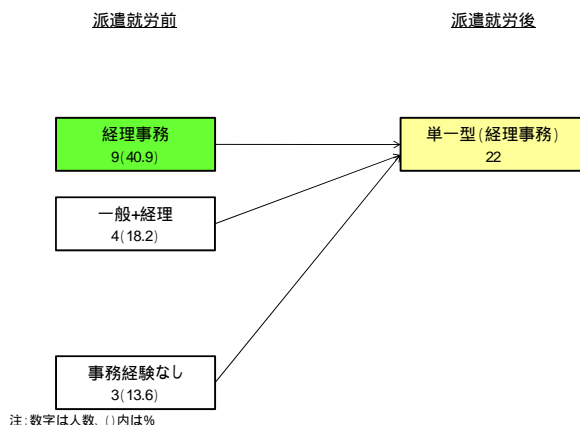 派遣就労前
派遣就労後
経理事務
9(40.9)
単一型(経理事務)
22
一般+経理
4(18.2)
事務経験なし
3(13.6)
注:数字は人数、()内は%